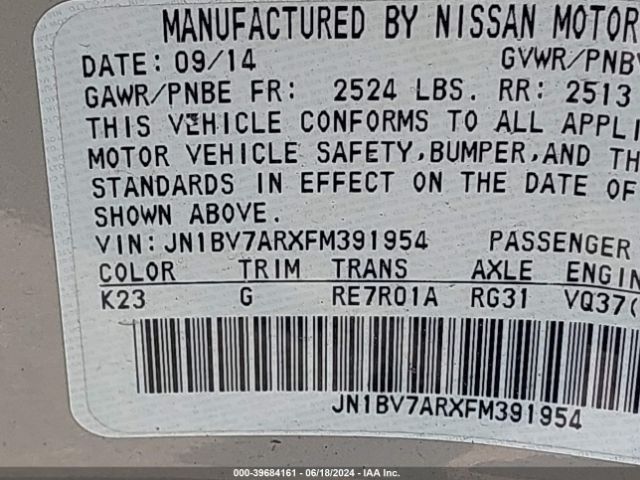 MANUFACTURED BY NISSAN MOTOR
DATE: 09/14 GVWR/PNB
GAWR/PNBE FR: 2524 LBS. RR: 2513
THIS VEHICLE CONFORMS TO ALL APPLI
MOTOR VEHICLE SAFETY,BUMPER,AND TH
STANDARDS IN EFFECT ON THE DATE OF
SHOWN ABOVE.
VIN:JN1BV7ARXFM391954 PASSENGER
COLOR TRIM TRANS AXLE ENGIN
K23 G RE7R01A RG31 VQ37(
JN1BV7ARXFM391954
000-39684161 - 06/18/2024 - IAA Inc.